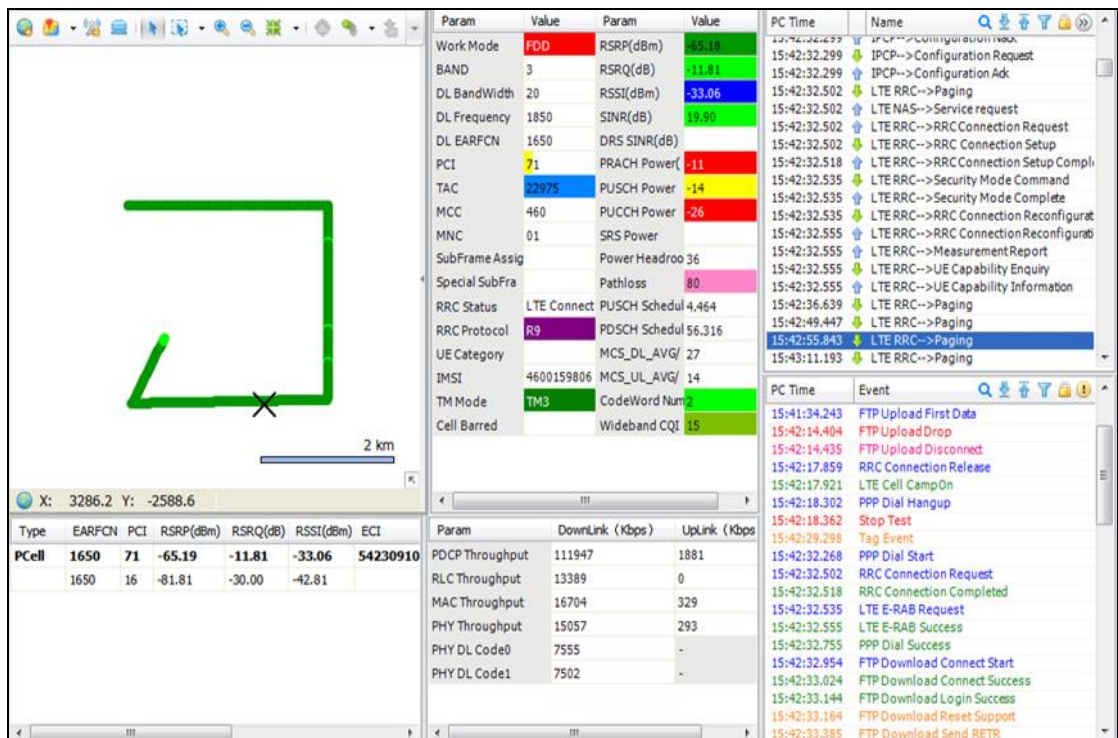 2 km
X: 3286.2 Y: -2588.6
Type EARFCN PCI RSRP(dBm) RSRQ(dB) RSSI(dBm) ECI
PCell 1650 71 -65.19 -11.81 -33.06 54230910
1650 16 -81.81 -30.00 -42.81
Param Value Param Value
Work Mode FDD RSRP(dBm) -65.18
BAND 3 RSRQ(dB) -11.81
DL BandWidth 20 RSSI(dBm) -33.06
DL Frequency 1850 SINR(dB) 19.90
DL EARFCN 1650 DRS SINR(dB)
PCI 71 PRACH Power( -11
TAC 22975 PUSCH Power -14
MCC 460 PUCCH Power -26
MNC 01 SRS Power
SubFrame Assig Power Headroo 36
Special SubFra Pathloss 80
RRC Status LTE Connect PUSCH Schedul 4,464
RRC Protocol R9 PDSCH Schedul 56.316
UE Category MCS_DL_AVG/ 27
IMSI 4600159806 MCS_UL_AVG/ 14
TM Mode TM3 CodeWord Num 2
Cell Barred Wideband CQI 15
Param DownLink (Kbps) UpLink (Kbps
PDCP Throughput 111947 1881
RLC Throughput 13389 0
MAC Throughput 16704 329
PHY Throughput 15057 293
PHY DL Code0 7555 -
PHY DL Code1 7502 -
PC Time Name
15:42:32.299 IPCP-->Configuration Nask
15:42:32.299 IPCP-->Configuration Request
15:42:32.299 IPCP-->Configuration Ack
15:42:32.502 LTE RRC-->Paging
15:42:32.502 LTE NAS-->Service request
15:42:32.502 LTE RRC-->RRC Connection Request
15:42:32.502 LTE RRC-->RRC Connection Setup
15:42:32.518 LTE RRC-->RRC Connection Setup Compl
15:42:32.535 LTE RRC-->Security Mode Command
15:42:32.535 LTE RRC-->Security Mode Complete
15:42:32.535 LTE RRC-->RRC Connection Reconfigurat
15:42:32.555 LTE RRC-->RRC Connection Reconfigurati
15:42:32.555 LTE RRC-->Measurement Report
15:42:32.555 LTE RRC-->UE Capability Enquiry
15:42:32.555 LTE RRC-->UE Capability Information
15:42:36.639 LTE RRC-->Paging
15:42:49.447 LTE RRC-->Paging
15:42:55.843 LTE RRC-->Paging
15:43:11.193 LTE RRC-->Paging
PC Time Event
15:41:34.243 FTP Upload First Data
15:42:14.404 FTP Upload Drop
15:42:14.435 FTP Upload Disconnect
15:42:17.859 RRC Connection Release
15:42:17.921 LTE Cell CampOn
15:42:18.302 PPP Dial Hangup
15:42:18.362 Stop Test
15:42:29.298 Tag Event
15:42:32.268 PPP Dial Start
15:42:32.502 RRC Connection Request
15:42:32.518 RRC Connection Completed
15:42:32.535 LTE E-RAB Request
15:42:32.555 LTE E-RAB Success
15:42:32.755 PPP Dial Success
15:42:32.954 FTP Download Connect Start
15:42:33.024 FTP Download Connect Success
15:42:33.144 FTP Download Login Success
15:42:33.164 FTP Download Reset Support
15:42:33.385 FTP Download Send RETR